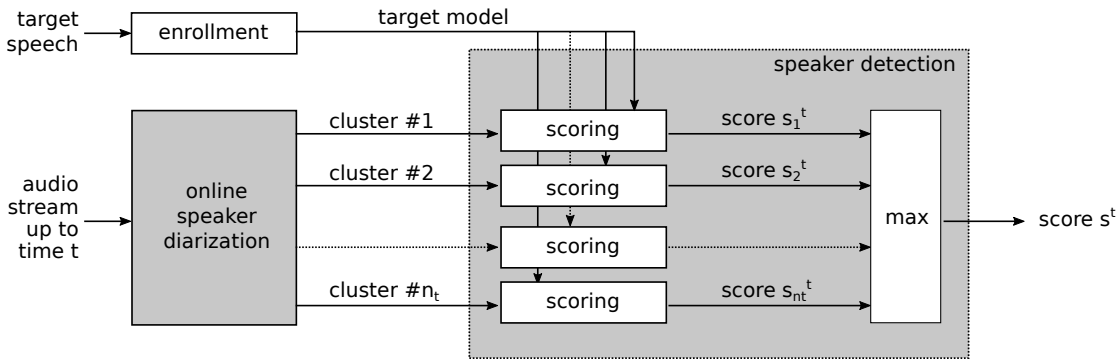 target
speech
enrollment
target model
speaker detection
cluster #1
scoring
score s₁ᵗ
cluster #2
scoring
score s₂ᵗ
audio
stream
up to
time t
online
speaker
diarization
scoring
max
score sᵗ
cluster #nₜ
scoring
score sₙₜᵗ